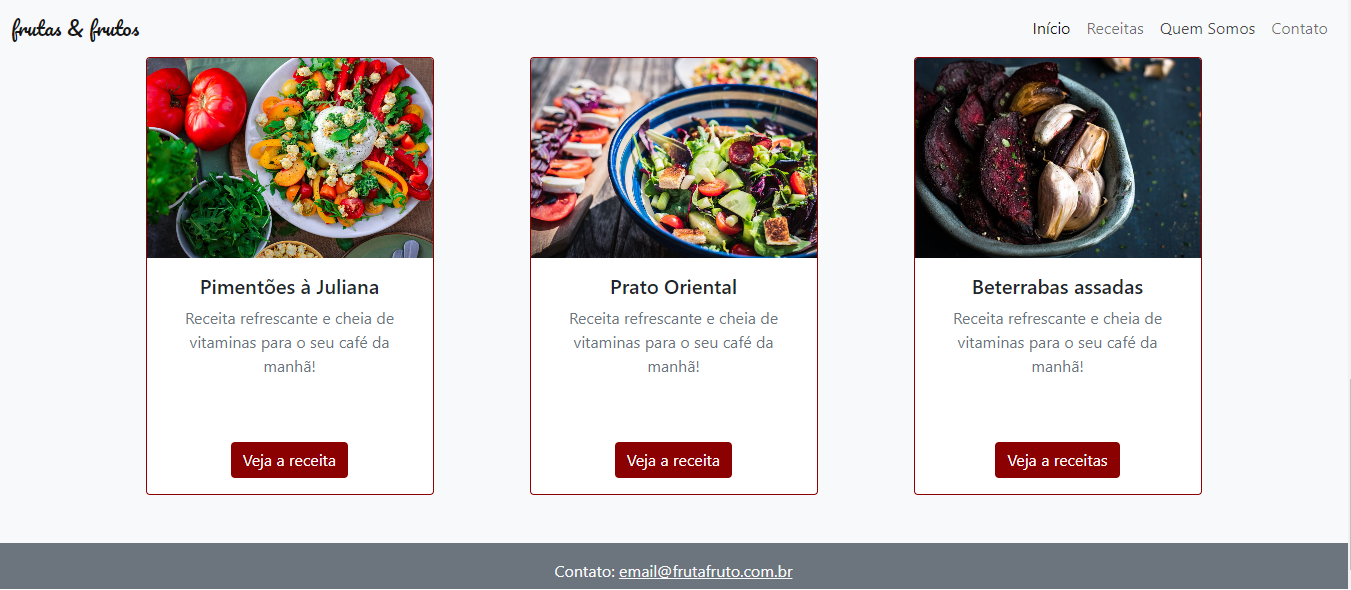 frutas & frutos
Início Receitas Quem Somos Contato
Pimentões à Juliana
Receita refrescante e cheia de
vitaminas para o seu café da
manhã!
Veja a receita
Prato Oriental
Receita refrescante e cheia de
vitaminas para o seu café da
manhã!
Veja a receita
Beterrabas assadas
Receita refrescante e cheia de
vitaminas para o seu café da
manhã!
Veja a receitas
Contato: email@frutafruto.com.br